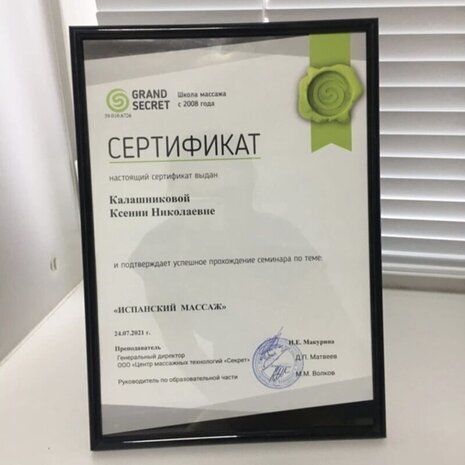 GRAND
SECRET
Школа массажа
с 2008 года
СЕРТИФИКАТ
настоящий сертификат выдан
Калашниковой
Ксении Николаевне
и подтверждает успешное прохождение семинара по теме:
«ИСПАНСКИЙ МАССАЖ»
24.07.2021 г.
Преподаватель
Н.Е. Макурина
Генеральный директор
ООО «Центр массажных технологий «Секрет»
Д.П. Матвеев
Руководитель по образовательной части
М.М. Волков